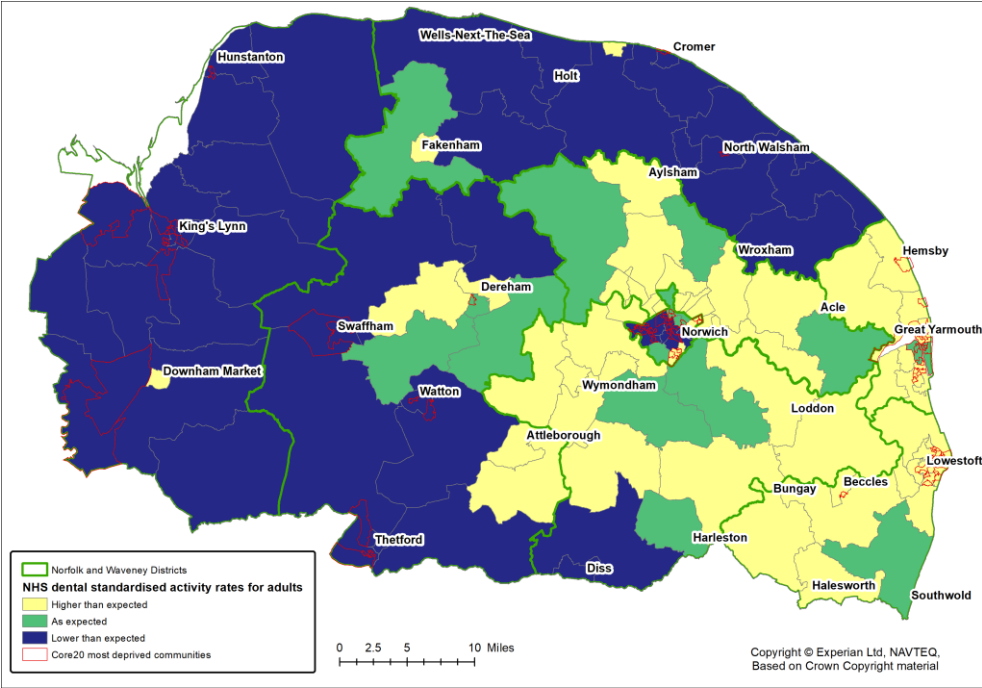 Wells-Next-The-Sea
Cromer
Hunstanton
Holt
Fakenham
North Walsham
Aylsham
King's Lynn
Wroxham
Hemsby
Dereham
Acle
Swaffham
Norwich
Great Yarmouth
Downham Market
Watton
Wymondham
Loddon
Attleborough
Lowestoft
Bungay
Beccles
Thetford
Harleston
Diss
Halesworth
Southwold
Norfolk and Waveney Districts
NHS dental standardised activity rates for adults
Higher than expected
As expected
Lower than expected
Core20 most deprived communities
0 2.5 5 10 Miles
Copyright © Experian Ltd, NAVTEQ,
Based on Crown Copyright material